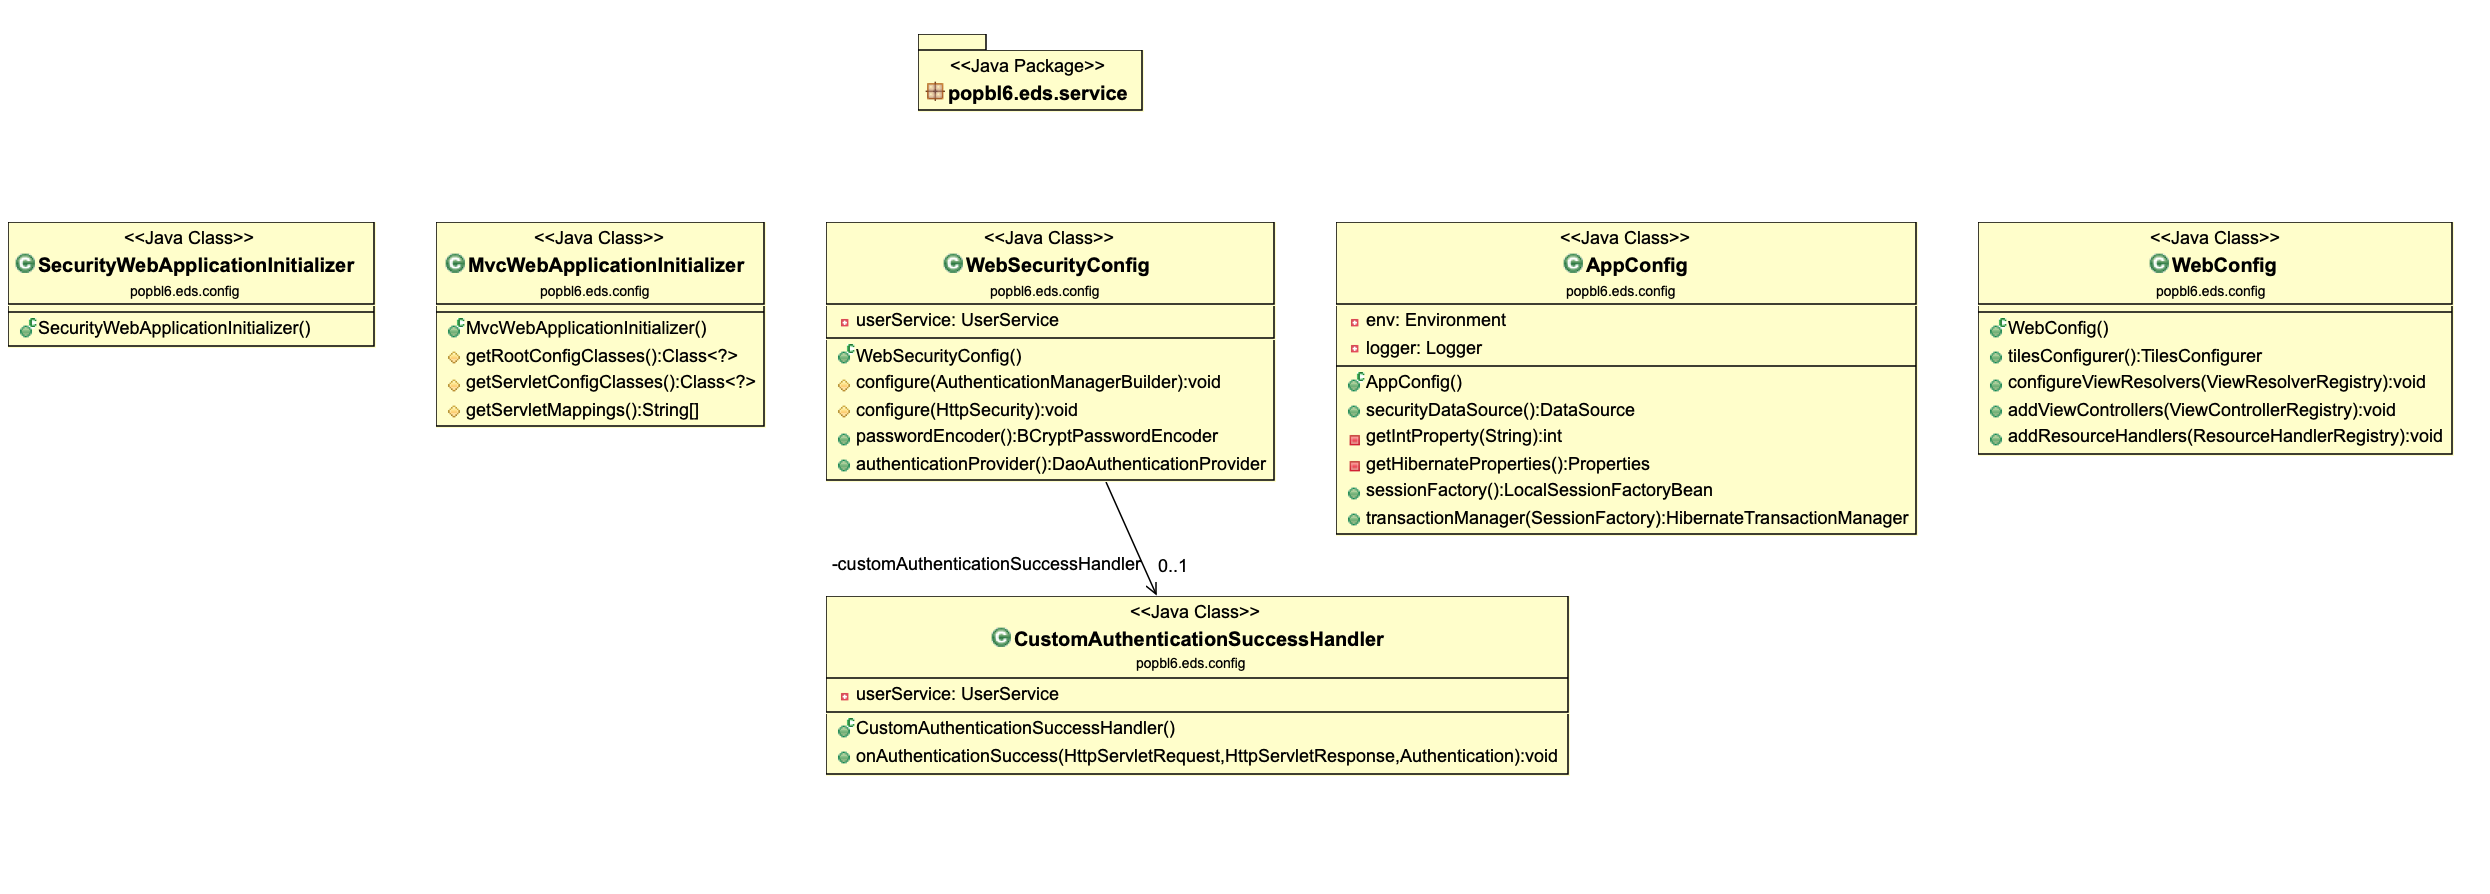 <<Java Package>>
popbl6.eds.service
<<Java Class>>
SecurityWebApplicationInitializer
popbl6.eds.config
SecurityWebApplicationInitializer()
<<Java Class>>
MvcWebApplicationInitializer
popbl6.eds.config
MvcWebApplicationInitializer()
getRootConfigClasses():Class<?>
getServletConfigClasses():Class<?>
getServletMappings():String[]
<<Java Class>>
WebSecurityConfig
popbl6.eds.config
userService: UserService
WebSecurityConfig()
configure(AuthenticationManagerBuilder):void
configure(HttpSecurity):void
passwordEncoder():BCryptPasswordEncoder
authenticationProvider():DaoAuthenticationProvider
<<Java Class>>
AppConfig
popbl6.eds.config
env: Environment
logger: Logger
AppConfig()
securityDataSource():DataSource
getIntProperty(String):int
getHibernateProperties():Properties
sessionFactory():LocalSessionFactoryBean
transactionManager(SessionFactory):HibernateTransactionManager
<<Java Class>>
WebConfig
popbl6.eds.config
WebConfig()
tilesConfigurer():TilesConfigurer
configureViewResolvers(ViewResolverRegistry):void
addViewControllers(ViewControllerRegistry):void
addResourceHandlers(ResourceHandlerRegistry):void
-customAuthenticationSuccessHandler 0..1
<<Java Class>>
CustomAuthenticationSuccessHandler
popbl6.eds.config
userService: UserService
CustomAuthenticationSuccessHandler()
onAuthenticationSuccess(HttpServletRequest,HttpServletResponse,Authentication):void